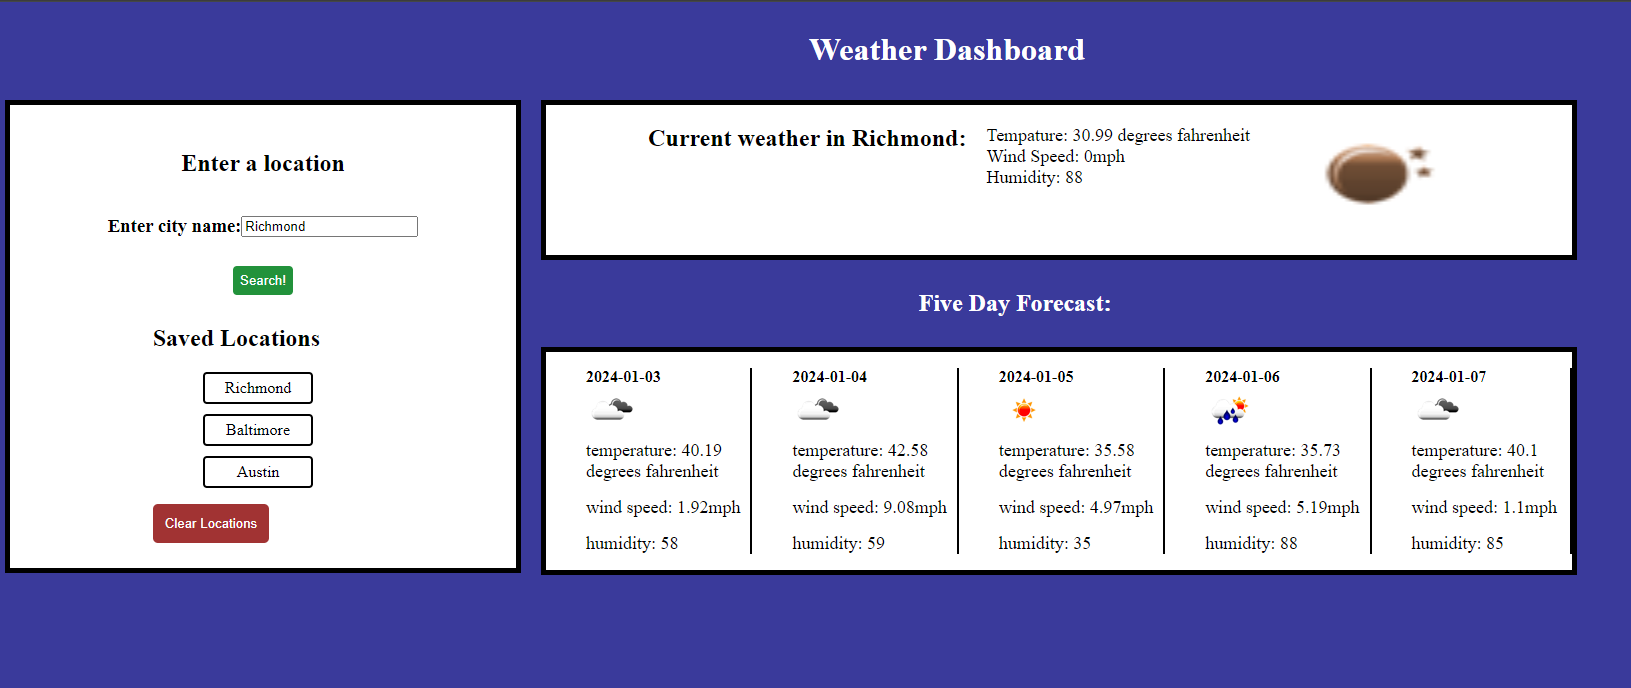 Weather Dashboard
Enter a location
Enter city name: Richmond
Search!
Saved Locations
Richmond
Baltimore
Austin
Clear Locations
Current weather in Richmond:
Tempature: 30.99 degrees fahrenheit
Wind Speed: 0mph
Humidity: 88
Five Day Forecast:
2024-01-03
temperature: 40.19
degrees fahrenheit
wind speed: 1.92mph
humidity: 58
2024-01-04
temperature: 42.58
degrees fahrenheit
wind speed: 9.08mph
humidity: 59
2024-01-05
temperature: 35.58
degrees fahrenheit
wind speed: 4.97mph
humidity: 35
2024-01-06
temperature: 35.73
degrees fahrenheit
wind speed: 5.19mph
humidity: 88
2024-01-07
temperature: 40.1
degrees fahrenheit
wind speed: 1.1mph
humidity: 85